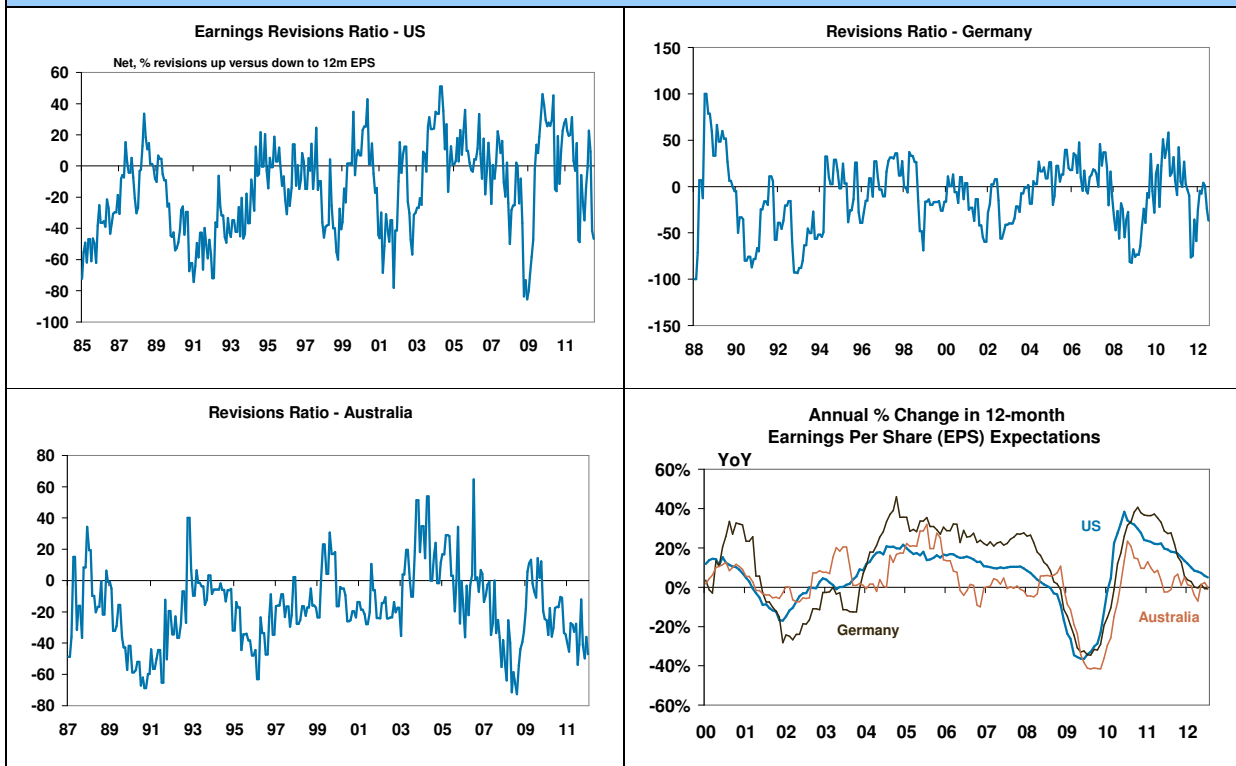 Earnings Revisions Ratio - US
Net, % revisions up versus down to 12m EPS
60
40
20
0
-20
-40
-60
-80
-100
85 87 89 91 93 95 97 99 01 03 05 07 09 11
Revisions Ratio - Germany
150
100
50
0
-50
-100
-150
88 90 92 94 96 98 00 02 04 06 08 10 12
Revisions Ratio - Australia
80
60
40
20
0
-20
-40
-60
-80
87 89 91 93 95 97 99 01 03 05 07 09 11
Annual % Change in 12-month
Earnings Per Share (EPS) Expectations
YoY
60%
40%
20%
0%
-20%
-40%
-60%
US
Australia
Germany
00 01 02 03 04 05 06 07 08 09 10 11 12